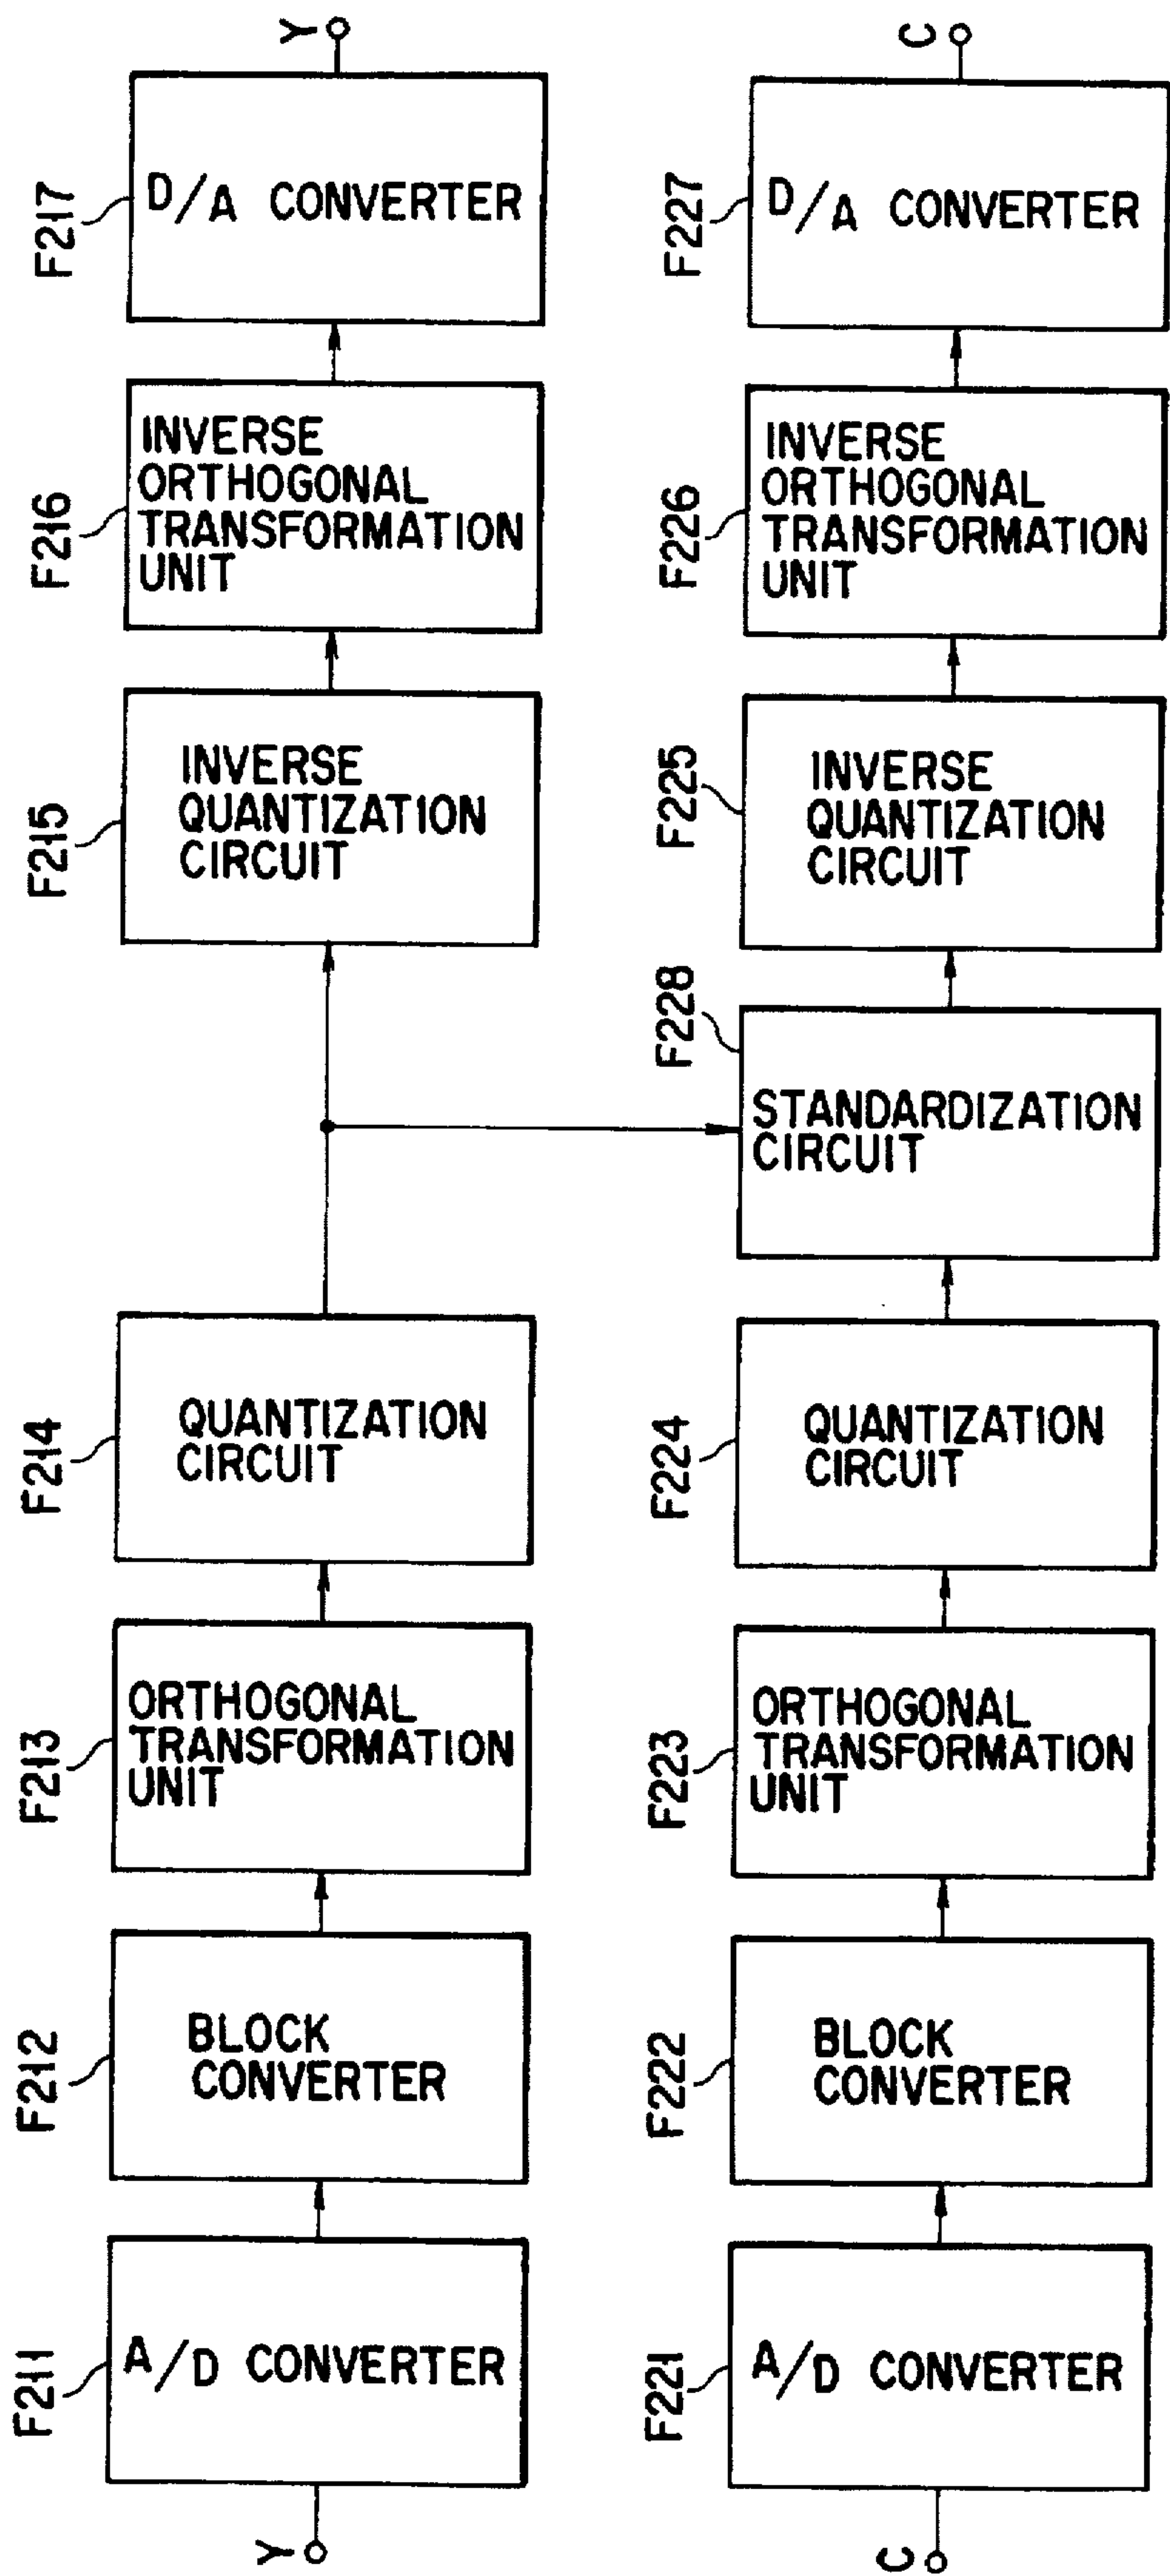 Y
F217
D/A CONVERTER
F216
INVERSE
ORTHOGONAL
TRANSFORMATION
UNIT
F215
INVERSE
QUANTIZATION
CIRCUIT
F214
QUANTIZATION
CIRCUIT
F213
ORTHOGONAL
TRANSFORMATION
UNIT
F212
BLOCK
CONVERTER
F211
A/D CONVERTER
Y
C
F227
D/A CONVERTER
F226
INVERSE
ORTHOGONAL
TRANSFORMATION
UNIT
F225
INVERSE
QUANTIZATION
CIRCUIT
F228
STANDARDIZATION
CIRCUIT
F224
QUANTIZATION
CIRCUIT
F223
ORTHOGONAL
TRANSFORMATION
UNIT
F222
BLOCK
CONVERTER
F221
A/D CONVERTER
C